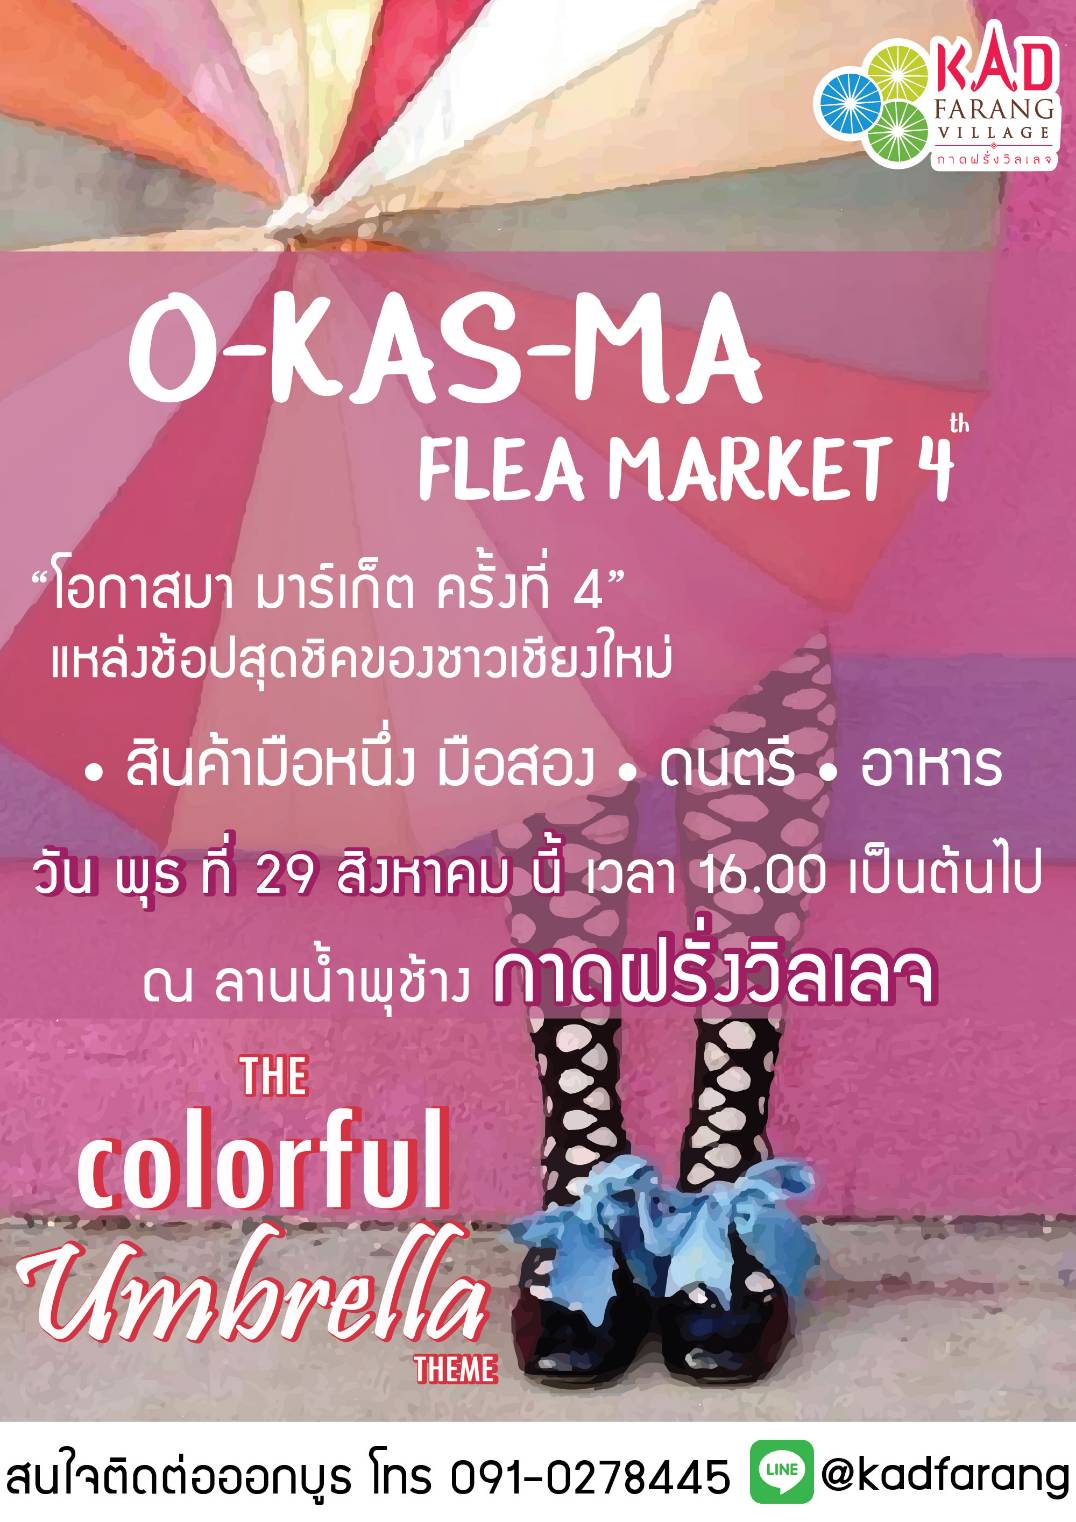 KAD
FARANG
VILLAGE
กาดฝรั่งวิลเลจ
O-KAS-MA
FLEA MARKET 4th
“โอกาสมา มาร์เก็ต ครั้งที่ 4”
แหล่งช้อปสุดชิคของชาวเชียงใหม่
• สินค้ามือหนึ่ง มือสอง • ดนตรี • อาหาร
วัน พุธ ที่ 29 สิงหาคม นี้ เวลา 16.00 เป็นต้นไป
ณ ลานน้ำพุช้าง กาดฝรั่งวิลเลจ
THE
colorful
Umbrella
THEME
สนใจติดต่อออกบูธ โทร 091-0278445 LINE @kadfarang